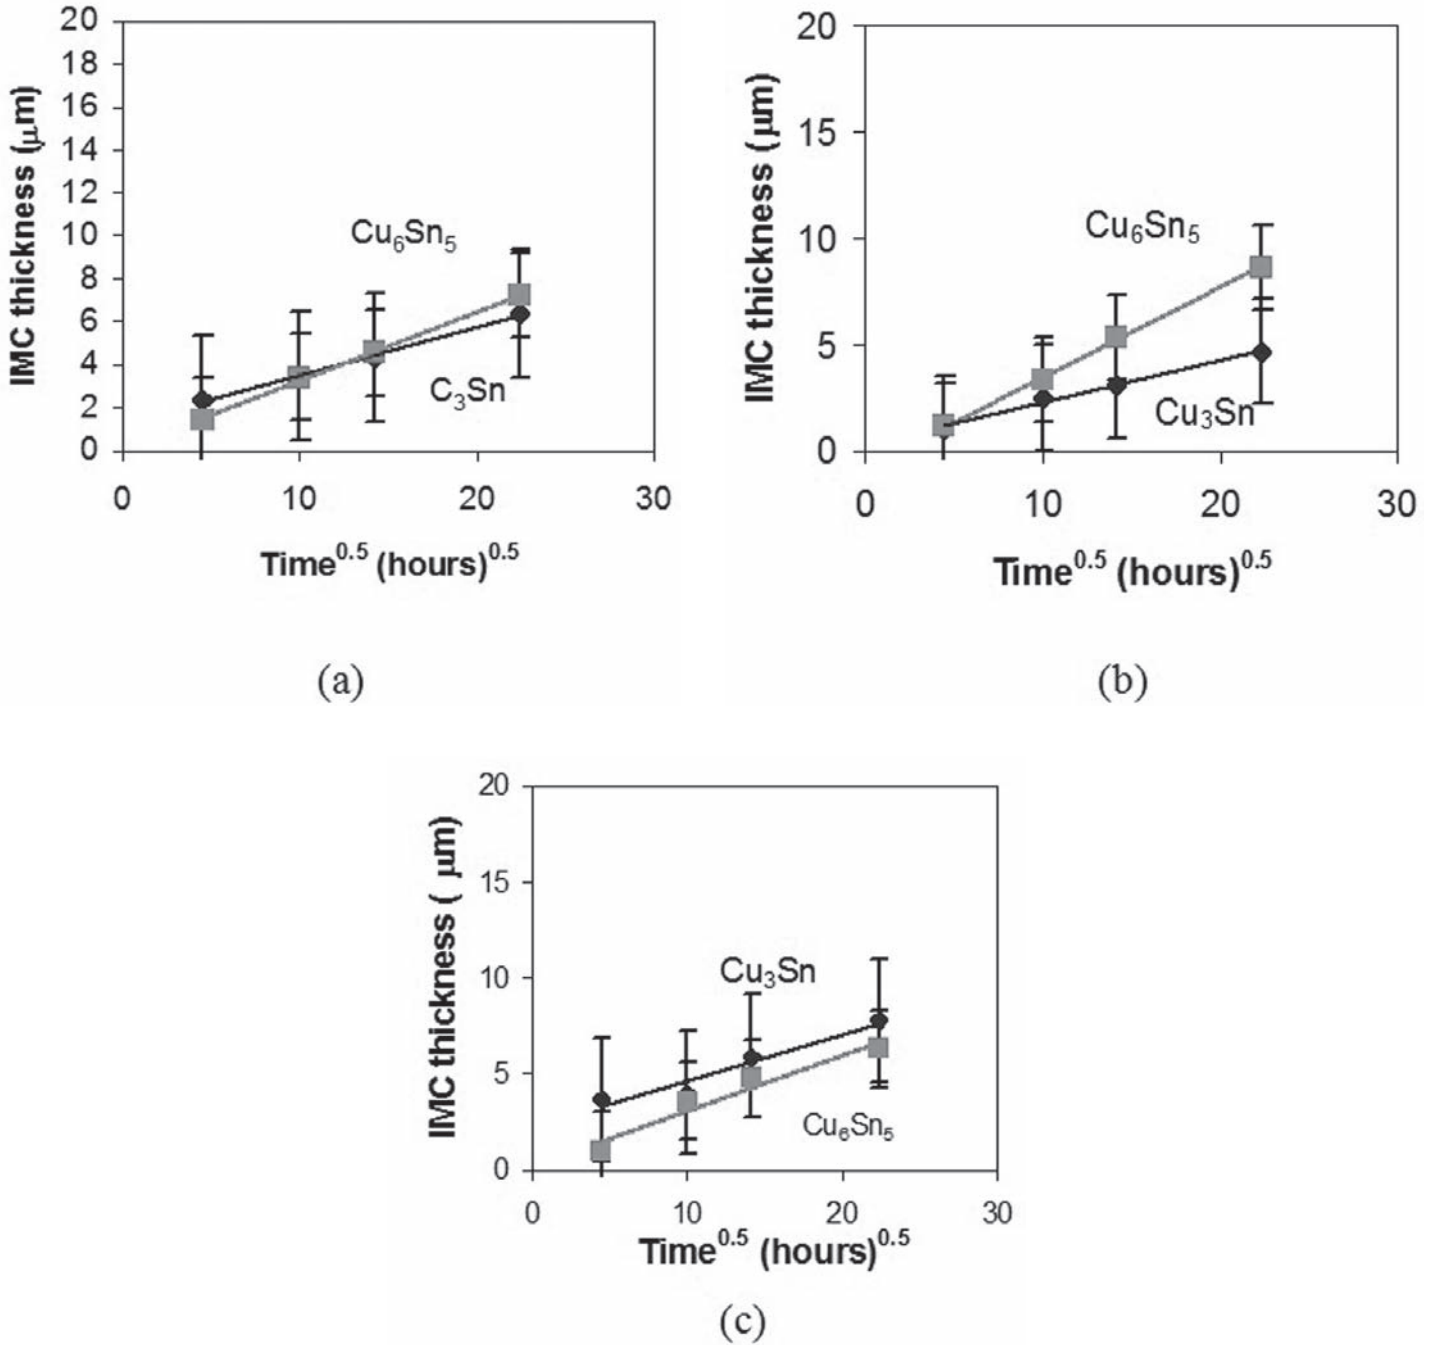 20
18
16
14
12
10
8
6
4
2
0
IMC thickness (μm)
Cu₆Sn₅
C₃Sn
0 10 20 30
Time⁰·⁵ (hours)⁰·⁵
(a)
20
15
10
5
0
IMC thickness (μm)
Cu₆Sn₅
Cu₃Sn
0 10 20 30
Time⁰·⁵ (hours)⁰·⁵
(b)
20
15
10
5
0
IMC thickness ( μm)
Cu₃Sn
Cu₆Sn₅
0 10 20 30
Time⁰·⁵ (hours)⁰·⁵
(c)